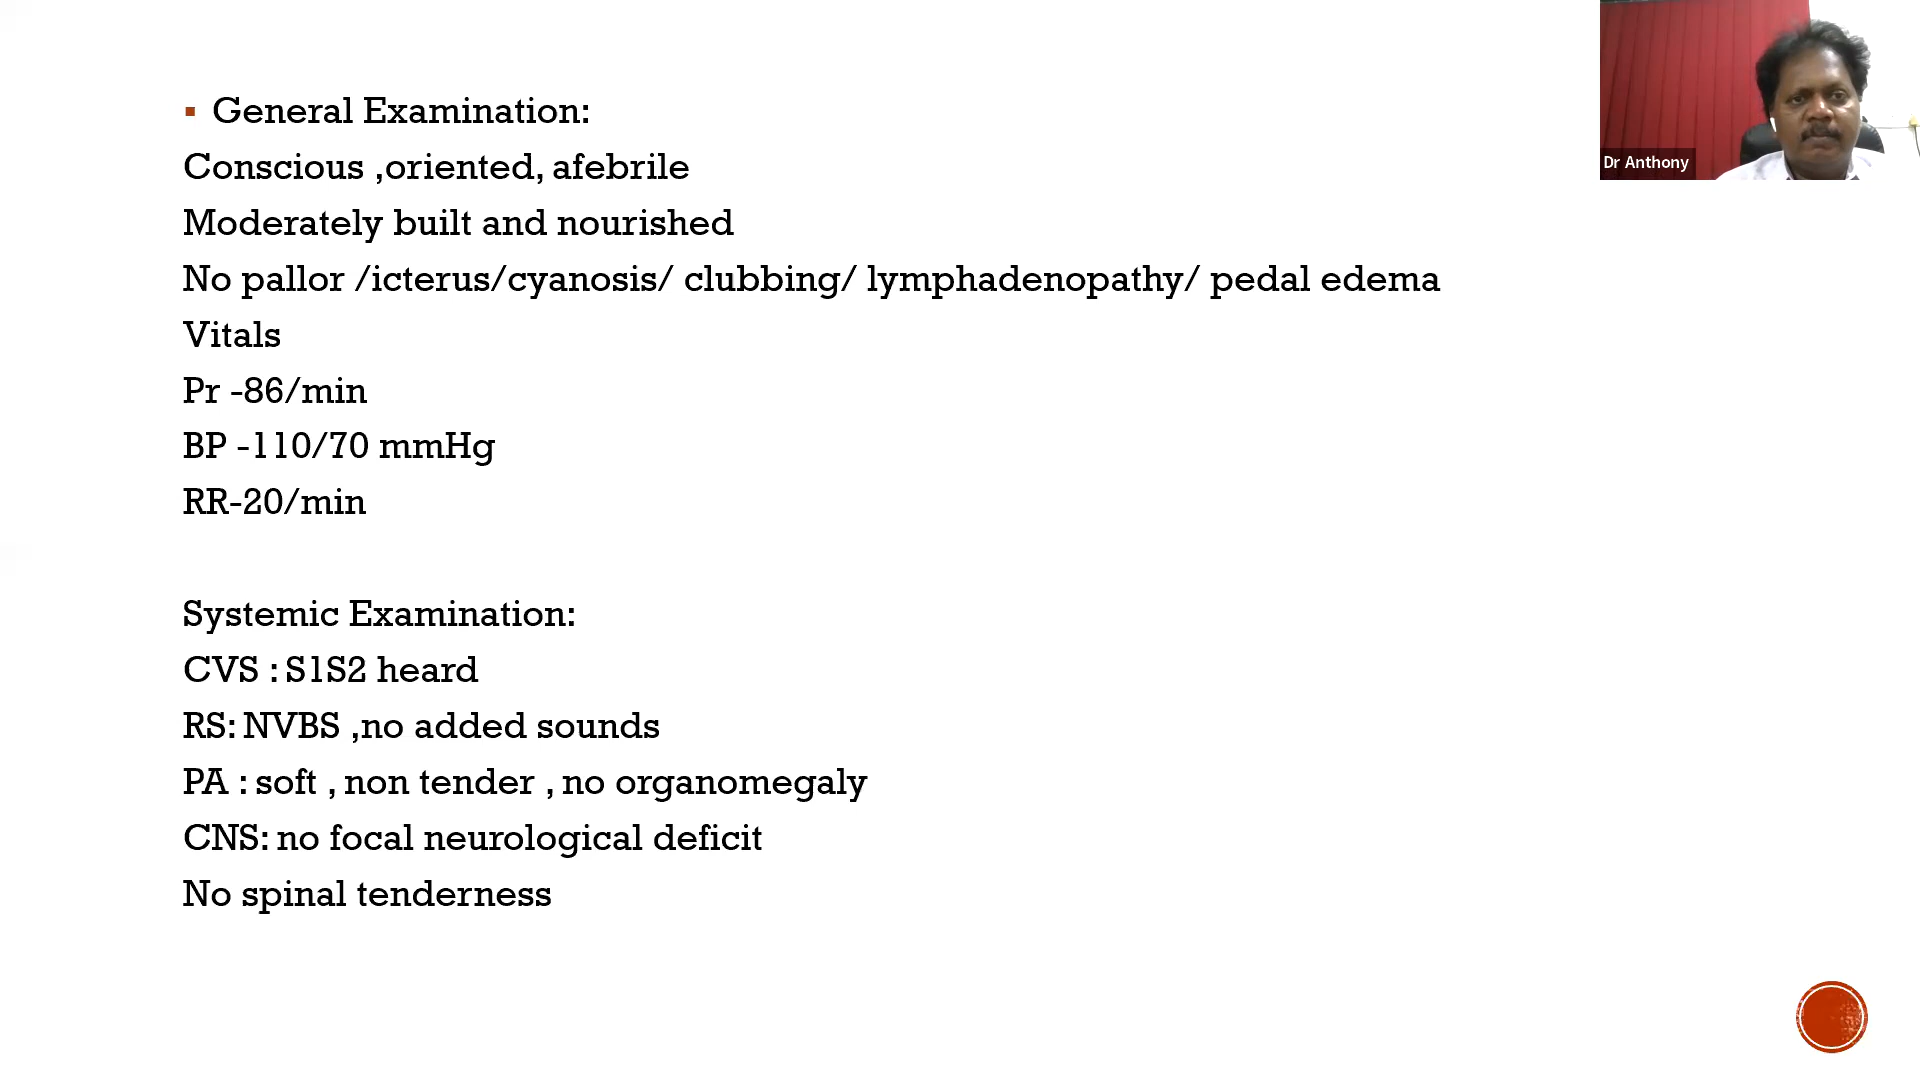 General Examination:
Conscious ,oriented, afebrile
Moderately built and nourished
No pallor /icterus/cyanosis/ clubbing/ lymphadenopathy/ pedal edema
Vitals
Pr -86/min
BP -110/70 mmHg
RR-20/min
Systemic Examination:
CVS : S1S2 heard
RS: NVBS ,no added sounds
PA : soft , non tender , no organomegaly
CNS: no focal neurological deficit
No spinal tenderness
Dr Anthony